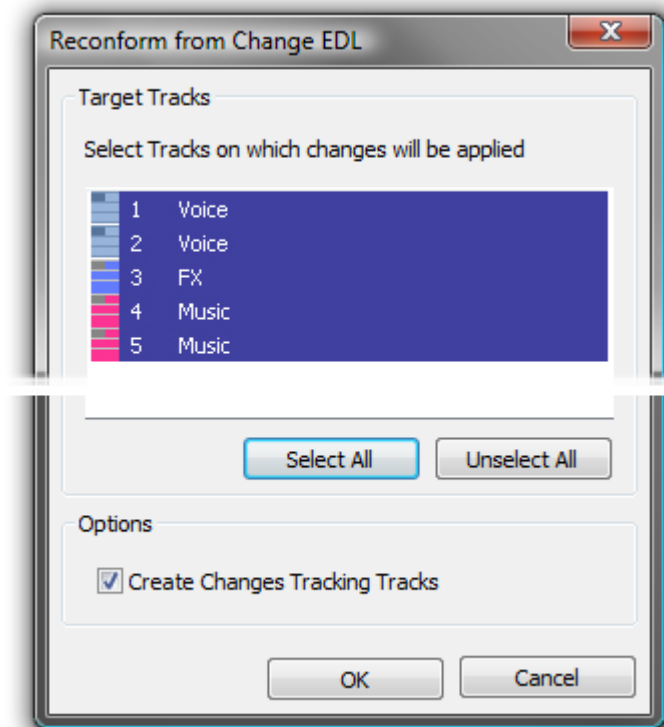 Reconform from Change EDL
Target Tracks
Select Tracks on which changes will be applied
1 Voice
2 Voice
3 FX
4 Music
5 Music
Select All Unselect All
Options
Create Changes Tracking Tracks
OK Cancel